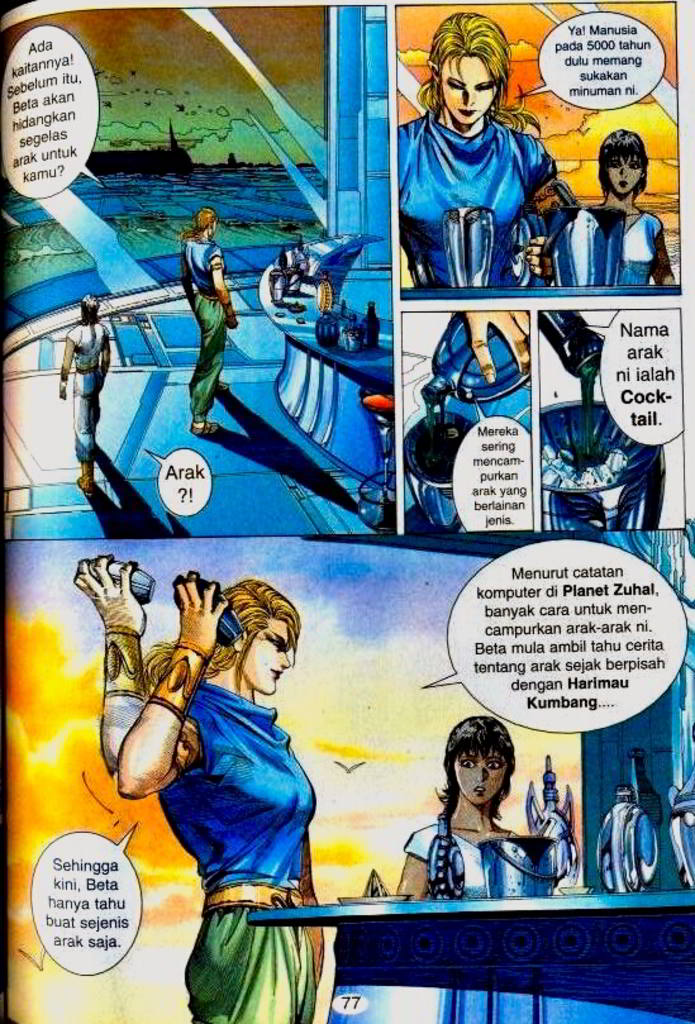 Ada
kaitannya!
Sebelum itu,
Beta akan
hidangkan
segelas
arak untuk
kamu?
Arak
?!
Ya! Manusia
pada 5000 tahun
dulu memang
sukakan
minuman ni.
Mereka
sering
mencam-
purkan
arak yang
berlainan
jenis.
Nama
arak
ni ialah
Cock-
tail.
Menurut catatan
komputer di Planet Zuhal,
banyak cara untuk men-
campurkan arak-arak ni.
Beta mula ambil tahu cerita
tentang arak sejak berpisah
dengan Harimau
Kumbang....
Sehingga
kini, Beta
hanya tahu
buat sejenis
arak saja.
77